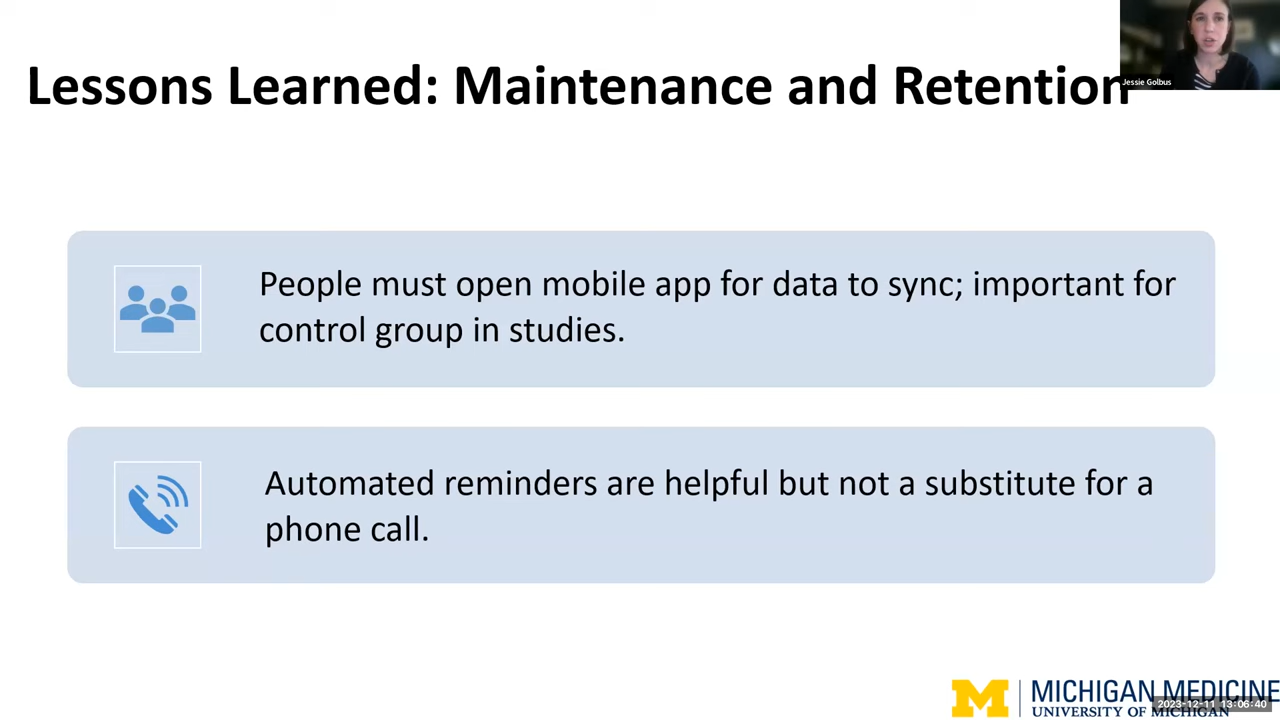 Lessons Learned: Maintenance and Retention
Jessie Golbus
People must open mobile app for data to sync; important for
control group in studies.
Automated reminders are helpful but not a substitute for a
phone call.
M
MICHIGAN MEDICINE
UNIVERSITY OF MICHIGAN
2023-12-11 13:06:40